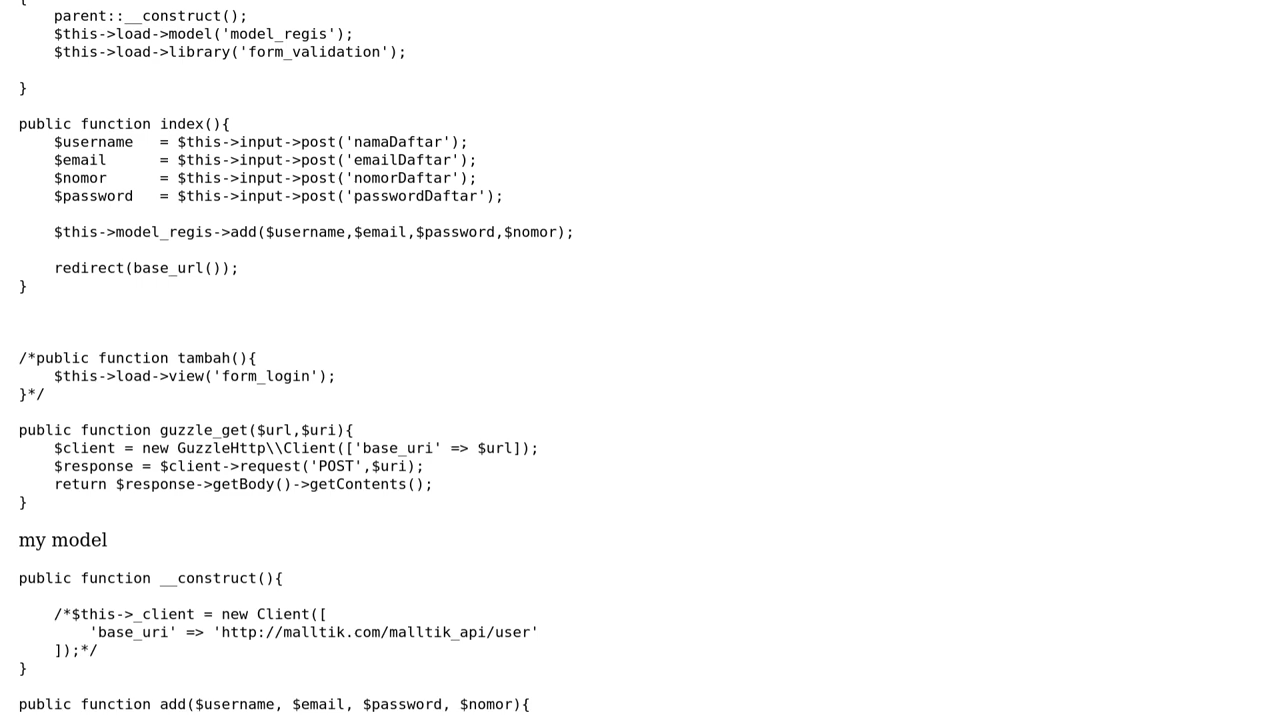 {
    parent::__construct();
    $this->load->model('model_regis');
    $this->load->library('form_validation');

}

public function index(){
    $username   = $this->input->post('namaDaftar');
    $email      = $this->input->post('emailDaftar');
    $nomor      = $this->input->post('nomorDaftar');
    $password   = $this->input->post('passwordDaftar');

    $this->model_regis->add($username,$email,$password,$nomor);

    redirect(base_url());
}

/*public function tambah(){
    $this->load->view('form_login');
}*/

public function guzzle_get($url,$uri){
    $client = new GuzzleHttp\\Client(['base_uri' => $url]);
    $response = $client->request('POST',$uri);
    return $response->getBody()->getContents();
}

my model

public function __construct(){

    /*$this->_client = new Client([
        'base_uri' => 'http://malltik.com/malltik_api/user'
    ]);*/
}

public function add($username, $email, $password, $nomor){